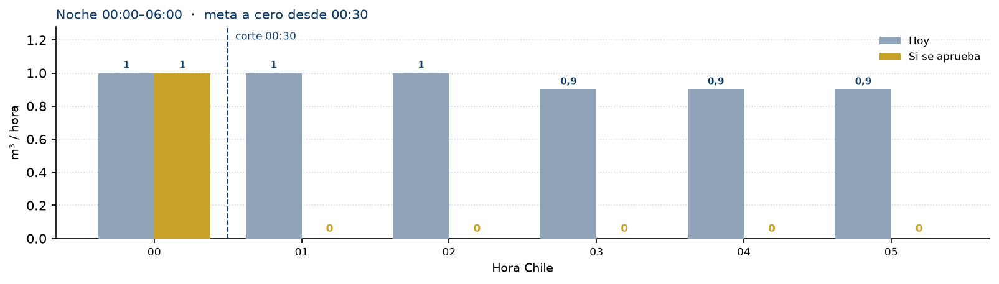 Noche 00:00–06:00 · meta a cero desde 00:30
corte 00:30
Hoy
Si se aprueba
m³ / hora
1.2
1.0
0.8
0.6
0.4
0.2
0.0
1 1 1 1 0,9 0,9 0,9
0 0 0 0 0
00 01 02 03 04 05
Hora Chile